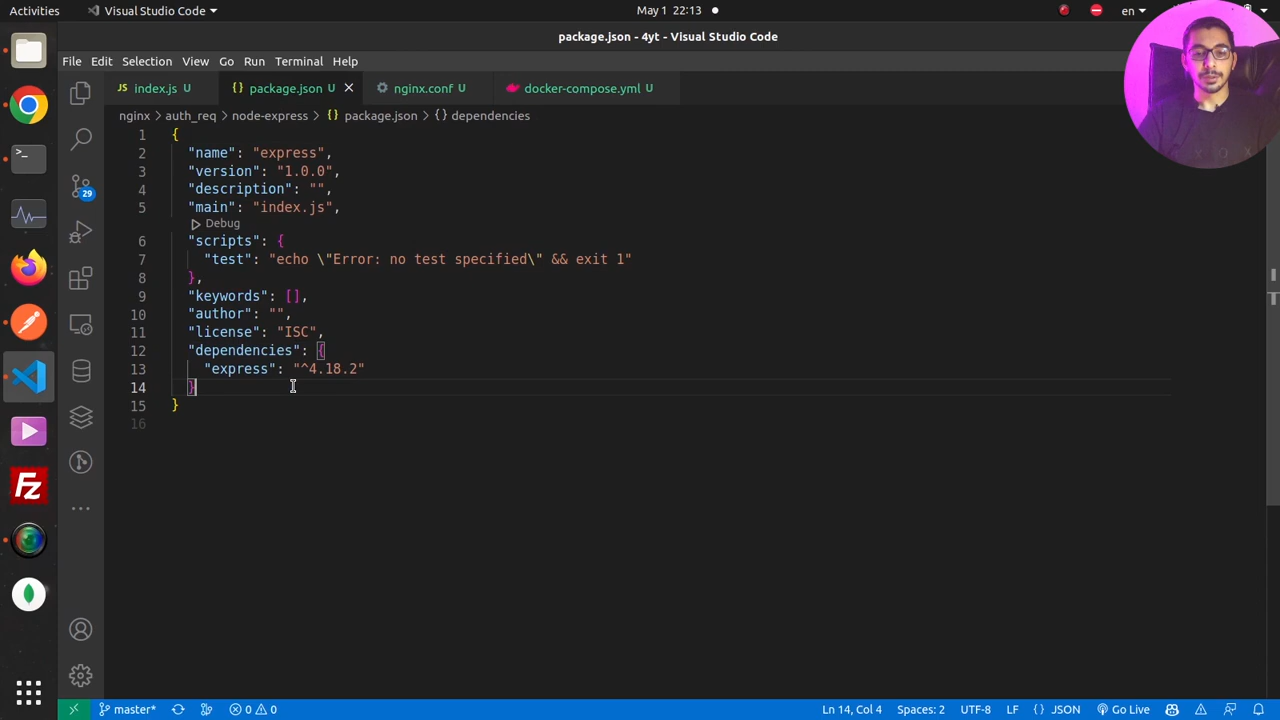 Activities
Visual Studio Code
May 1 22:13
en
package.json - 4yt - Visual Studio Code
File Edit Selection View Go Run Terminal Help
JS index.js U
{} package.json U
nginx.conf U
docker-compose.yml U
nginx > auth_req > node-express > {} package.json > {} dependencies
1 {
2 "name": "express",
3 "version": "1.0.0",
4 "description": "",
5 "main": "index.js",
Debug
6 "scripts": {
7 "test": "echo \"Error: no test specified\" && exit 1"
8 },
9 "keywords": [],
10 "author": "",
11 "license": "ISC",
12 "dependencies": {
13 "express": "^4.18.2"
14 }
15 }
16
29
Fz
master*
0 0
Ln 14, Col 4
Spaces: 2
UTF-8
LF
{} JSON
Go Live